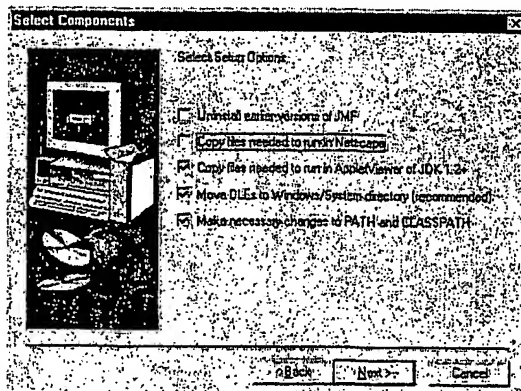 Select Components
Select Setup Options:
Uninstall earlier versions of JMF
Copy files needed to run in Netscape
Copy files needed to run in AppletViewer of JDK 1.2+
Move DLLs to Windows/System directory (recommended)
Make necessary changes to PATH and CLASSPATH
< Back
Next >
Cancel